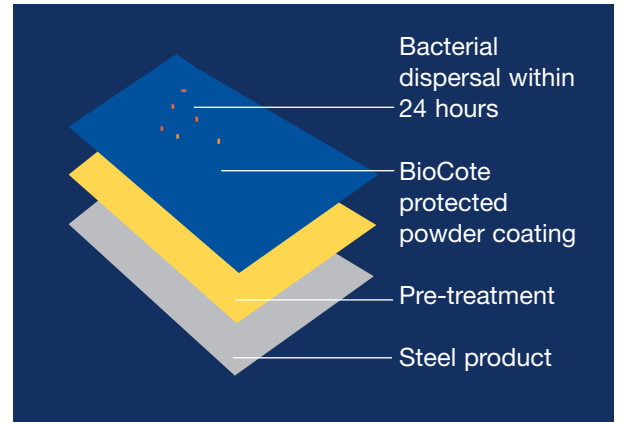 Bacterial
dispersal within
24 hours
BioCote
protected
powder coating
Pre-treatment
Steel product